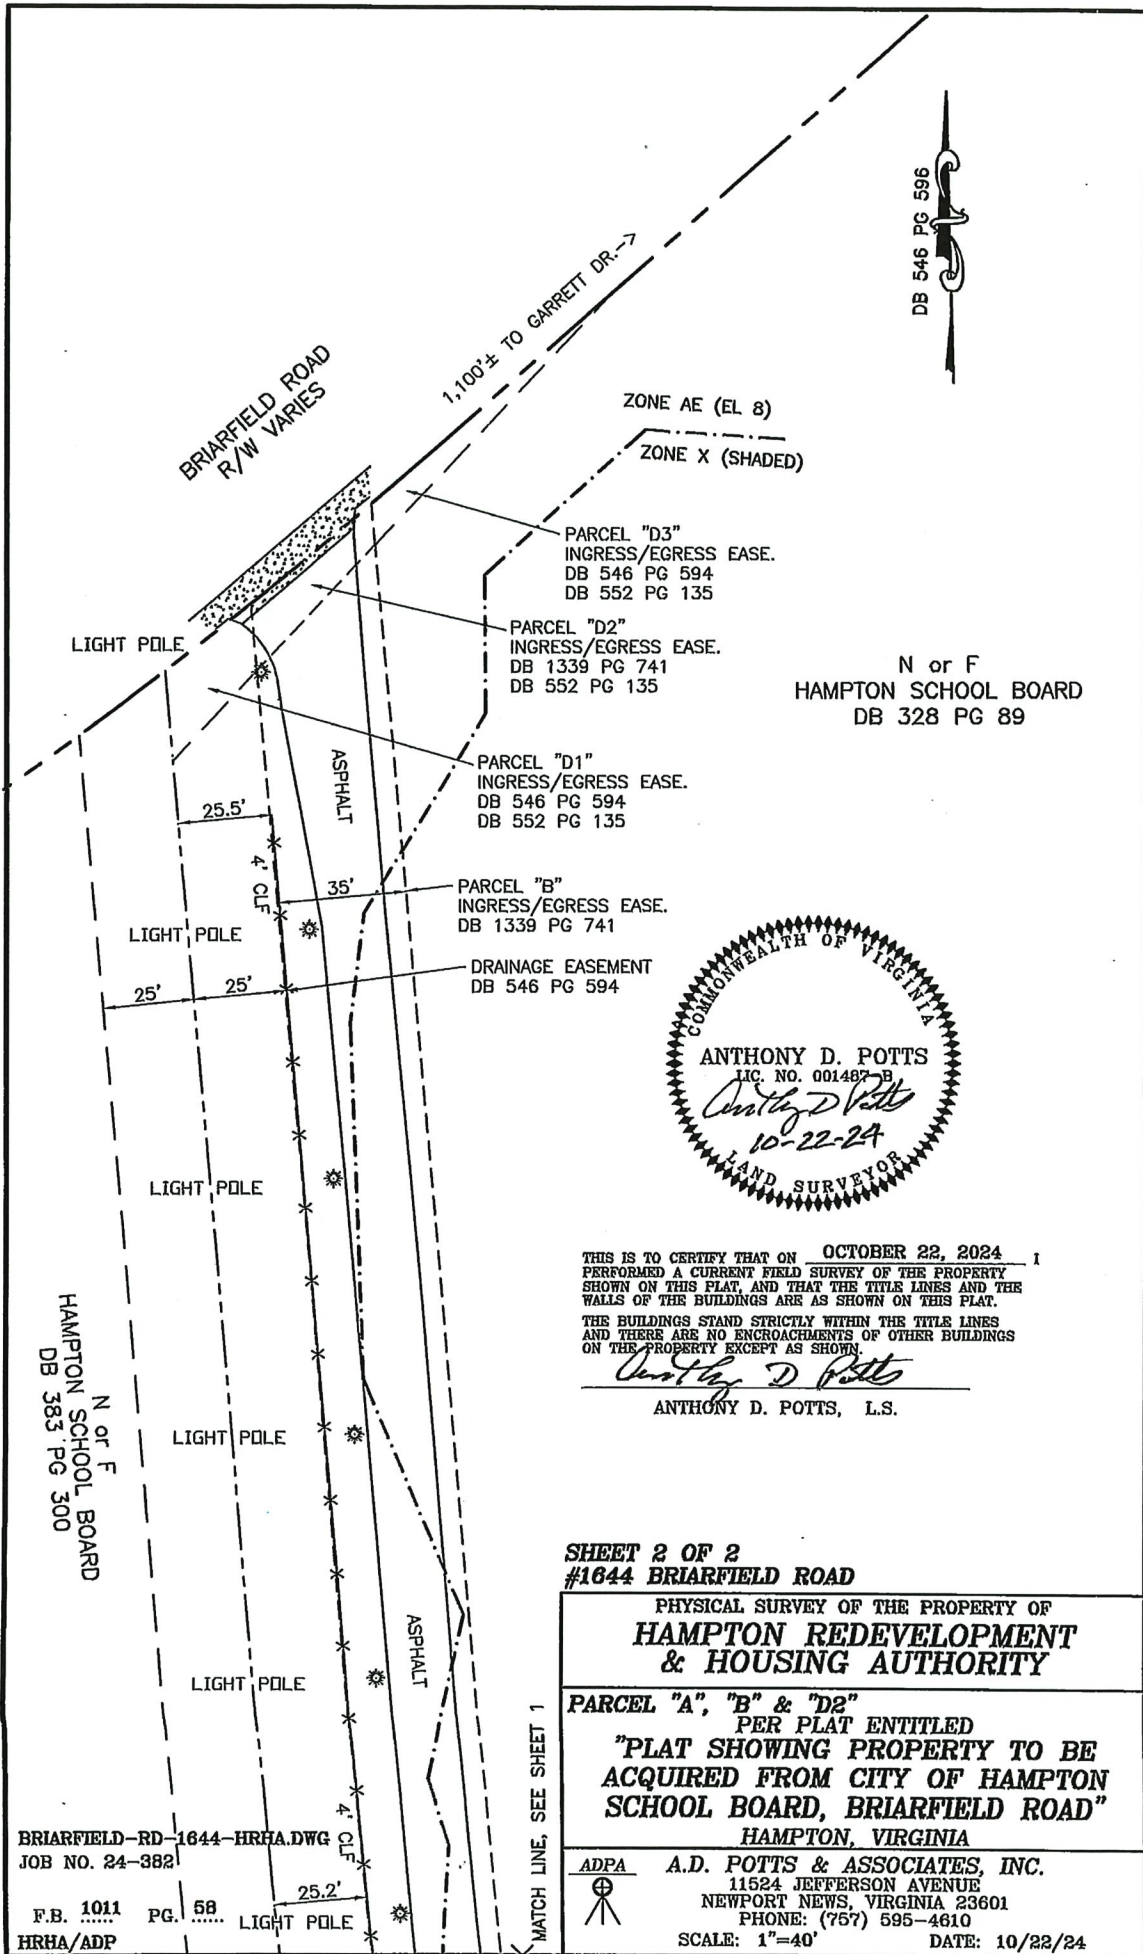 DB 546 PG 596
1,100'± TO GARRETT DR.
BRIARFIELD ROAD
R/W VARIES
ZONE AE (EL 8)
ZONE X (SHADED)
PARCEL "D3"
INGRESS/EGRESS EASE.
DB 546 PG 594
DB 552 PG 135
PARCEL "D2"
INGRESS/EGRESS EASE.
DB 1339 PG 741
DB 552 PG 135
LIGHT POLE
N or F
HAMPTON SCHOOL BOARD
DB 328 PG 89
PARCEL "D1"
INGRESS/EGRESS EASE.
DB 546 PG 594
DB 552 PG 135
ASPHALT
25.5'
4' CLF
35'
PARCEL "B"
INGRESS/EGRESS EASE.
DB 1339 PG 741
LIGHT POLE
DRAINAGE EASEMENT
DB 546 PG 594
25'
25'
COMMONWEALTH OF VIRGINIA
ANTHONY D. POTTS
LIC. NO. 001487-B
Anthony D Potts
10-22-24
LAND SURVEYOR
LIGHT POLE
THIS IS TO CERTIFY THAT ON OCTOBER 22, 2024 I
PERFORMED A CURRENT FIELD SURVEY OF THE PROPERTY
SHOWN ON THIS PLAT, AND THAT THE TITLE LINES AND THE
WALLS OF THE BUILDINGS ARE AS SHOWN ON THIS PLAT.
THE BUILDINGS STAND STRICTLY WITHIN THE TITLE LINES
AND THERE ARE NO ENCROACHMENTS OF OTHER BUILDINGS
ON THE PROPERTY EXCEPT AS SHOWN.
Anthony D Potts
ANTHONY D. POTTS, L.S.
N or F
HAMPTON SCHOOL BOARD
DB 383 PG 300
LIGHT POLE
LIGHT POLE
ASPHALT
4' CLF
25.2'
LIGHT POLE
MATCH LINE, SEE SHEET 1
SHEET 2 OF 2
#1644 BRIARFIELD ROAD
PHYSICAL SURVEY OF THE PROPERTY OF
HAMPTON REDEVELOPMENT
& HOUSING AUTHORITY
PARCEL "A", "B" & "D2"
PER PLAT ENTITLED
"PLAT SHOWING PROPERTY TO BE
ACQUIRED FROM CITY OF HAMPTON
SCHOOL BOARD, BRIARFIELD ROAD"
HAMPTON, VIRGINIA
ADPA
A.D. POTTS & ASSOCIATES, INC.
11524 JEFFERSON AVENUE
NEWPORT NEWS, VIRGINIA 23601
PHONE: (757) 595-4610
SCALE: 1"=40' DATE: 10/22/24
BRIARFIELD-RD-1644-HRHA.DWG
JOB NO. 24-382
F.B. 1011 PG. 58
HRHA/ADP